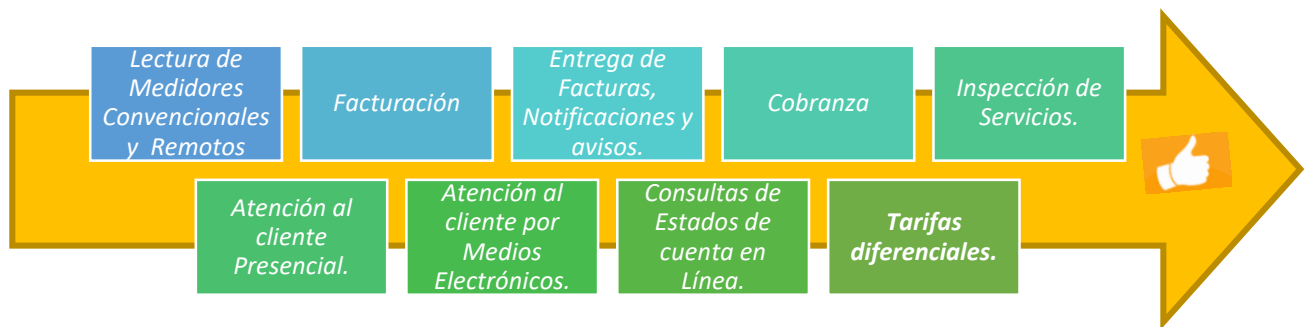 Lectura de
Medidores
Convencionales
y Remotos
Facturación
Entrega de
Facturas,
Notificaciones y
avisos.
Cobranza
Inspección de
Servicios.
Atención al
cliente
Presencial.
Atención al
cliente por
Medios
Electrónicos.
Consultas de
Estados de
cuenta en
Línea.
Tarifas
diferenciales.